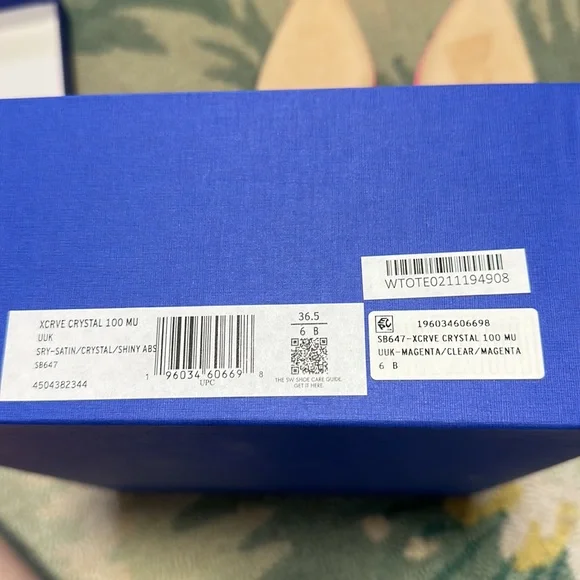 WTOTE0211194908
XCRVE CRYSTAL 100 MU
UUK
SRY-SATIN/CRYSTAL/SHINY ABS
SB647
4504382344
1 96034 60669 8
UPC
36.5
6 B
THE SW SHOE CARE GUIDE
GET IT HERE
196034606698
SB647-XCRVE CRYSTAL 100 MU
UUK-MAGENTA/CLEAR/MAGENTA
6 B